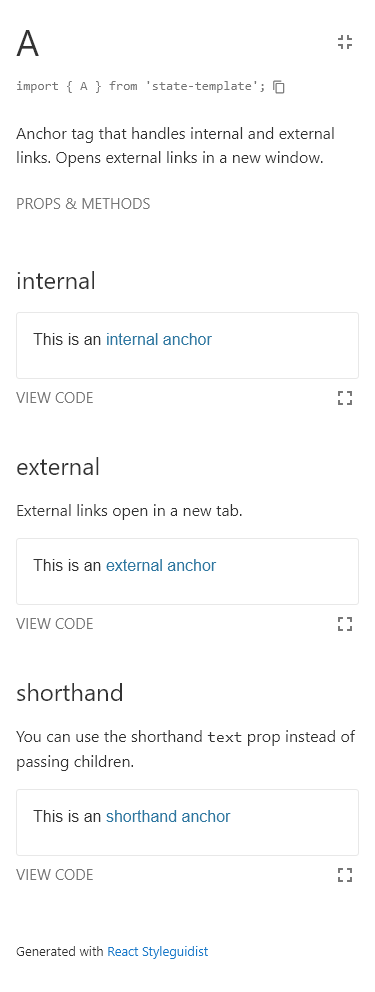 A
import { A } from 'state-template';
Anchor tag that handles internal and external
links. Opens external links in a new window.
PROPS & METHODS
internal
This is an internal anchor
VIEW CODE
external
External links open in a new tab.
This is an external anchor
VIEW CODE
shorthand
You can use the shorthand text prop instead of
passing children.
This is an shorthand anchor
VIEW CODE
Generated with React Styleguidist